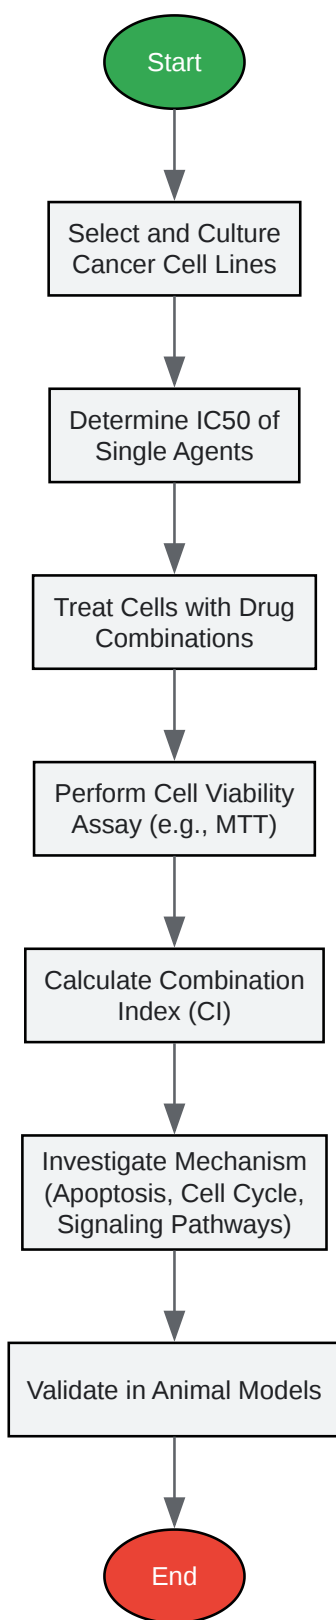 Start
Select and Culture
Cancer Cell Lines
Determine IC50 of
Single Agents
Treat Cells with Drug
Combinations
Perform Cell Viability
Assay (e.g., MTT)
Calculate Combination
Index (CI)
Investigate Mechanism
(Apoptosis, Cell Cycle,
Signaling Pathways)
Validate in Animal Models
End